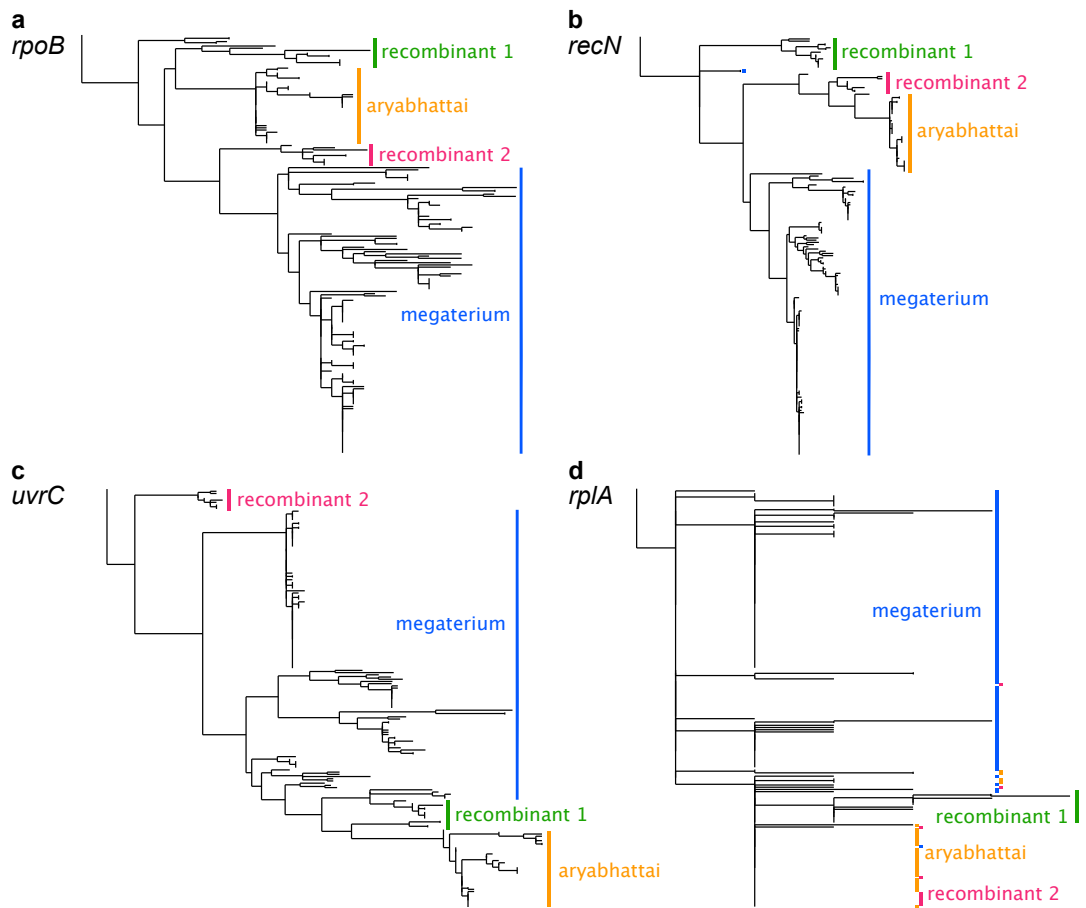 a
rpoB
recombinant 1
aryabhattai
recombinant 2
megaterium
b
recN
recombinant 1
recombinant 2
aryabhattai
megaterium
c
uvrC
recombinant 2
megaterium
recombinant 1
aryabhattai
d
rplA
megaterium
recombinant 1
aryabhattai
recombinant 2